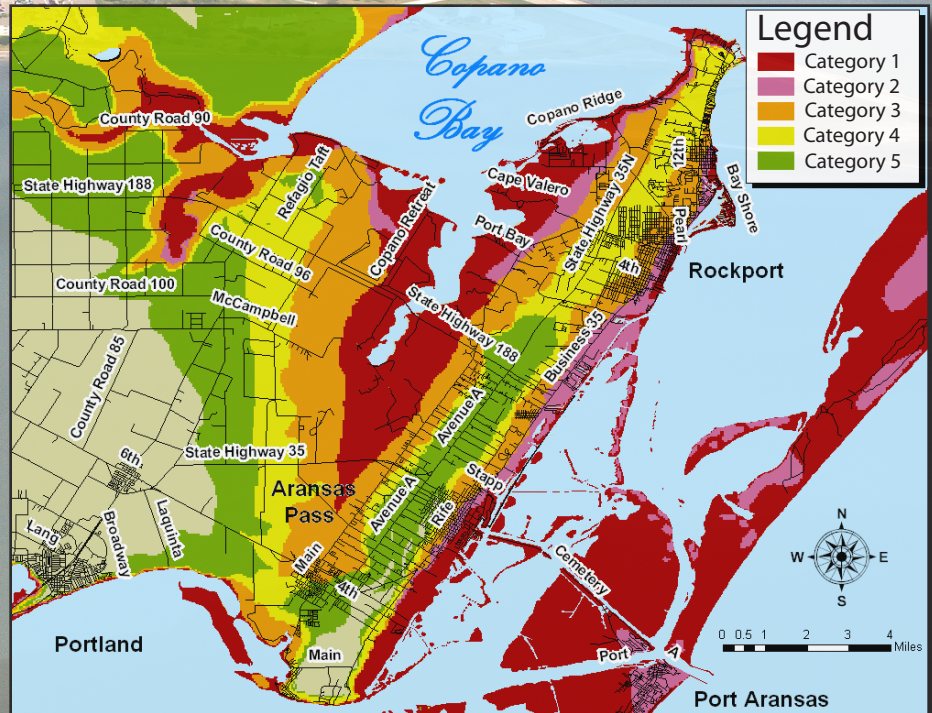 Legend
Category 1
Category 2
Category 3
Category 4
Category 5
Copano
Bay
Copano Ridge
County Road 90
12th
State Highway 188
Refagio Taft
Cape Valero
State Highway 35N
Bay Shore
Copano Retreat
Pearl
Port Bay
County Road 96
4th
Rockport
County Road 100
McCampbell
State Highway 188
Business 35
County Road 85
Avenue A
State Highway 35
6th
Stapp
Aransas
Pass
Avenue A
Rife
Lang
Broadway
Laquinta
N
W
E
S
Main
Cemetery
4th
0 0.5 1 2 3 4
Miles
Portland
Main
Port
A
Port Aransas